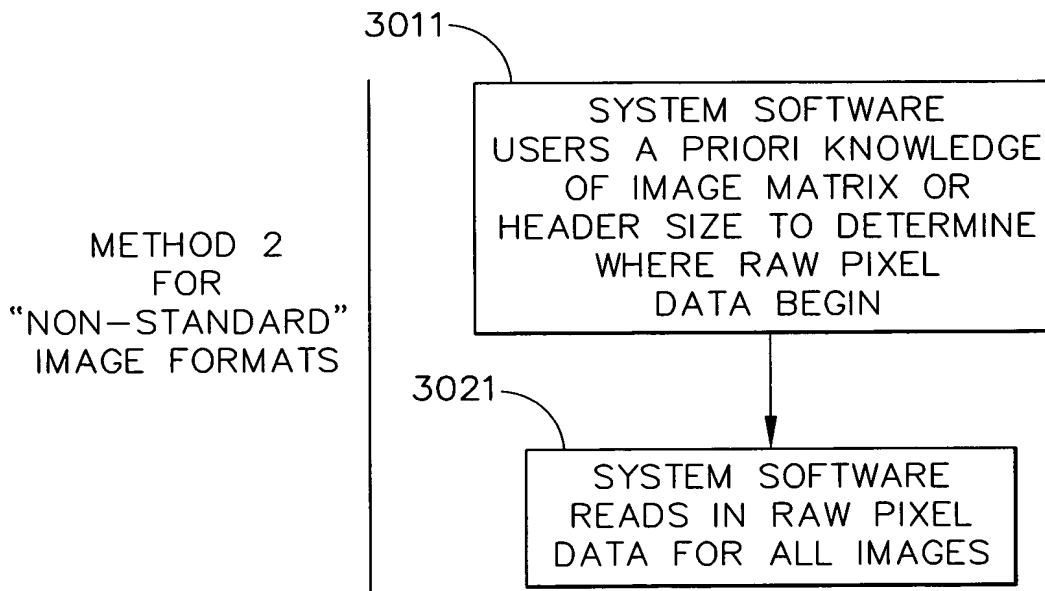 3011
SYSTEM SOFTWARE
USERS A PRIORI KNOWLEDGE
OF IMAGE MATRIX OR
HEADER SIZE TO DETERMINE
WHERE RAW PIXEL
DATA BEGIN
METHOD 2
FOR
“NON-STANDARD”
IMAGE FORMATS
3021
SYSTEM SOFTWARE
READS IN RAW PIXEL
DATA FOR ALL IMAGES